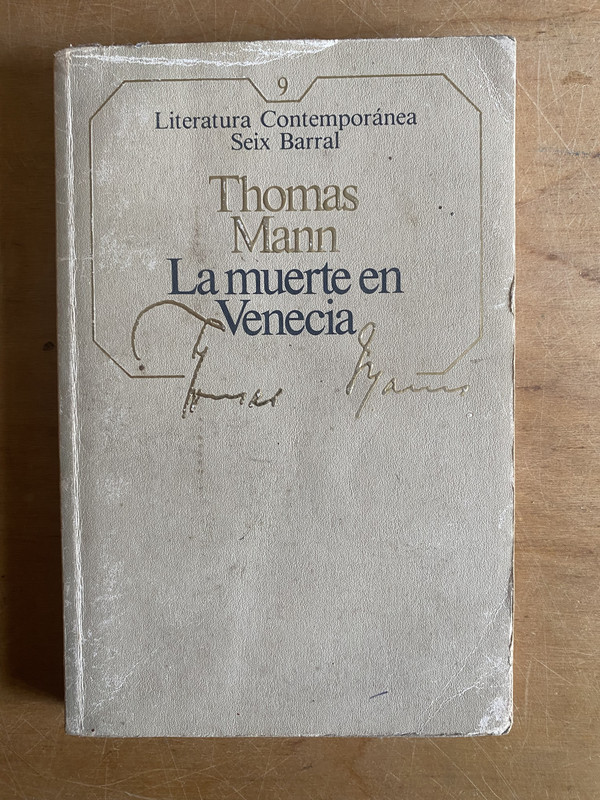 9
Literatura Contemporánea
Seix Barral
Thomas
Mann
La muerte en
Venecia
Thomas Mann